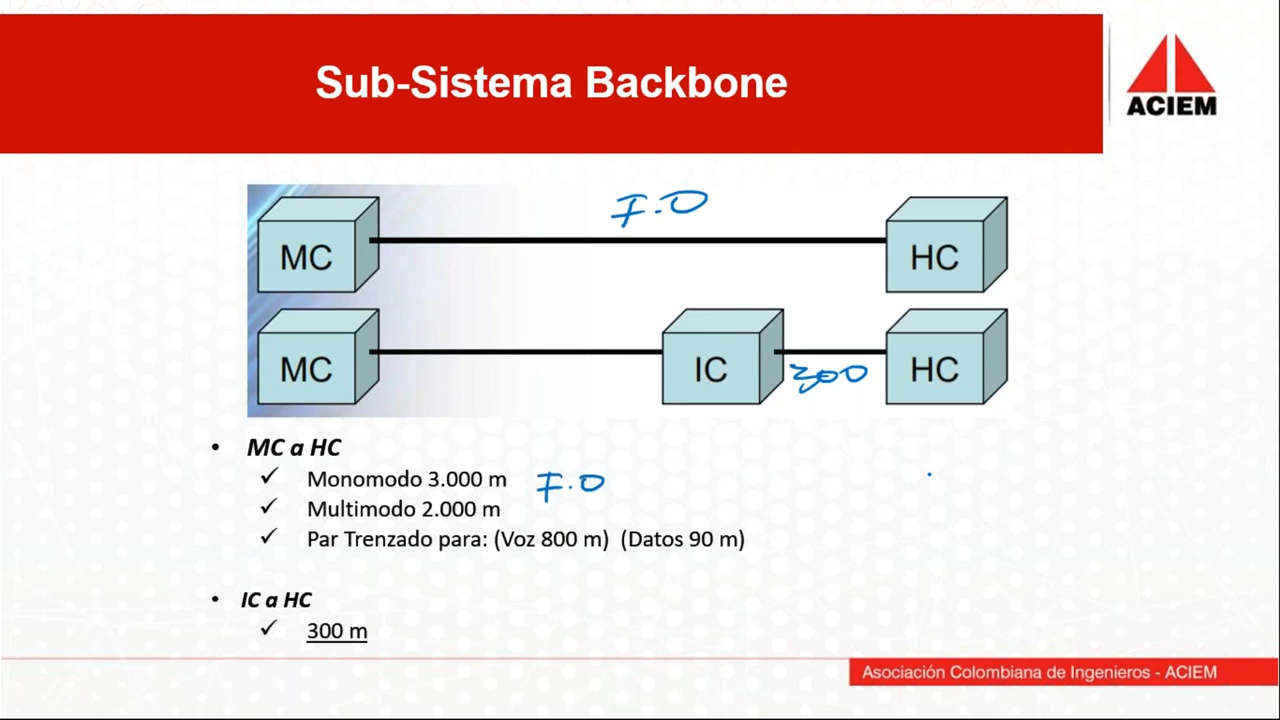 Sub-Sistema Backbone
ACIEM
F.O
MC
HC
MC
IC
300
HC
• MC a HC
✓ Monomodo 3.000 m F.O
✓ Multimodo 2.000 m
✓ Par Trenzado para: (Voz 800 m) (Datos 90 m)
• IC a HC
✓ 300 m
Asociación Colombiana de Ingenieros - ACIEM